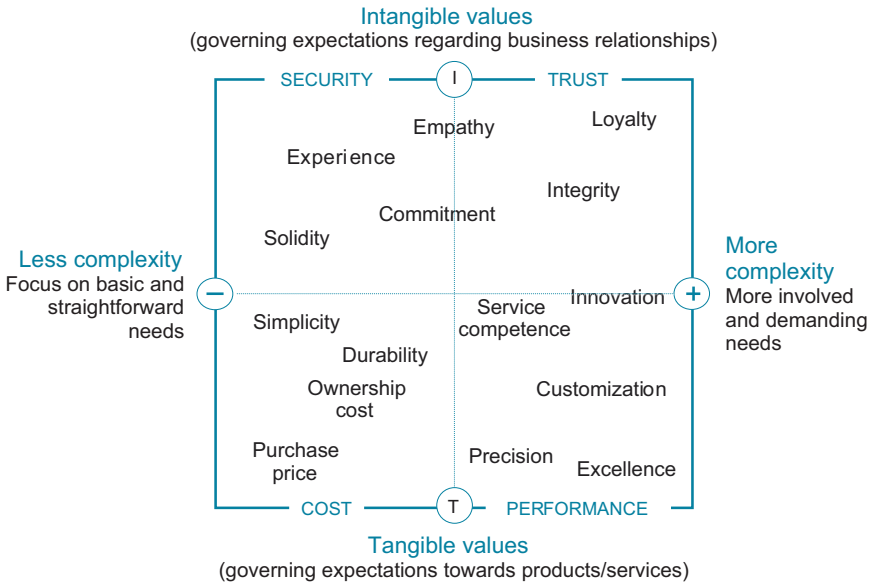 Intangible values
(governing expectations regarding business relationships)
SECURITY
I
TRUST
Empathy
Loyalty
Experience
Integrity
Commitment
Solidity
Less complexity
Focus on basic and
straightforward
needs
−
More
complexity
More involved
and demanding
needs
+
Innovation
Simplicity
Service
competence
Durability
Ownership
cost
Customization
Purchase
price
Precision
Excellence
COST
T
PERFORMANCE
Tangible values
(governing expectations towards products/services)